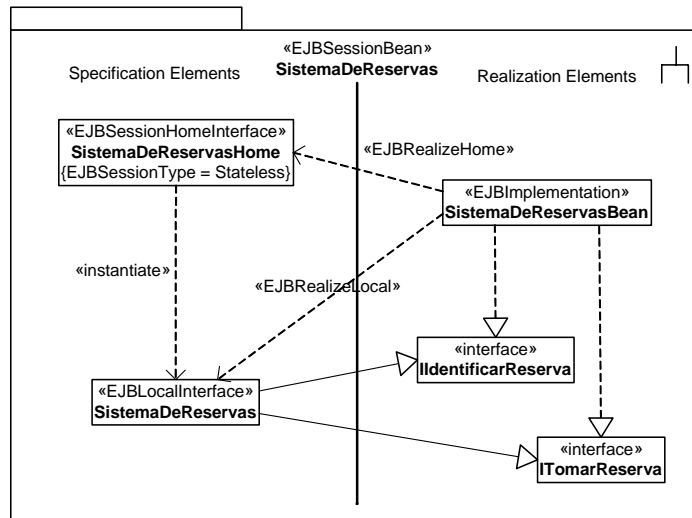 «EJBSessionBean»
SistemaDeReservas
Specification Elements
Realization Elements
«EJBSessionHomeInterface»
SistemaDeReservasHome
{EJBSessionType = Stateless}
«EJBRealizeHome»
«EJBImplementation»
SistemaDeReservasBean
«instantiate»
«EJBRealizeLocal»
«interface»
IIdentificarReserva
«EJBLocalInterface»
SistemaDeReservas
«interface»
ITomarReserva